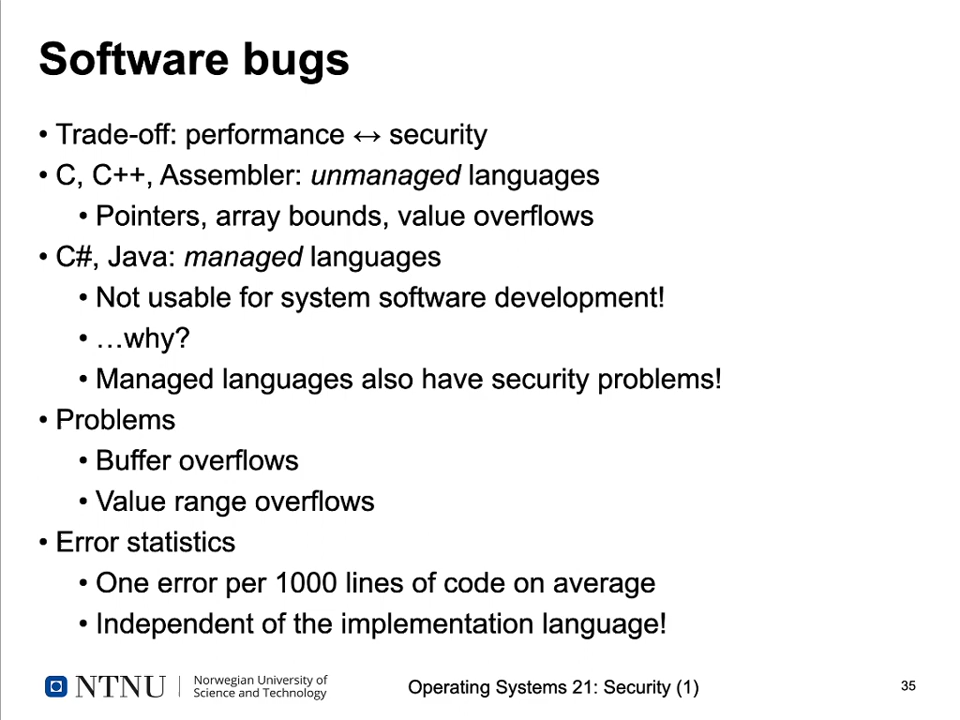 Software bugs
• Trade-off: performance ↔ security
• C, C++, Assembler: unmanaged languages
• Pointers, array bounds, value overflows
• C#, Java: managed languages
• Not usable for system software development!
• …why?
• Managed languages also have security problems!
• Problems
• Buffer overflows
• Value range overflows
• Error statistics
• One error per 1000 lines of code on average
• Independent of the implementation language!
NTNU
Norwegian University of
Science and Technology
Operating Systems 21: Security (1)
35